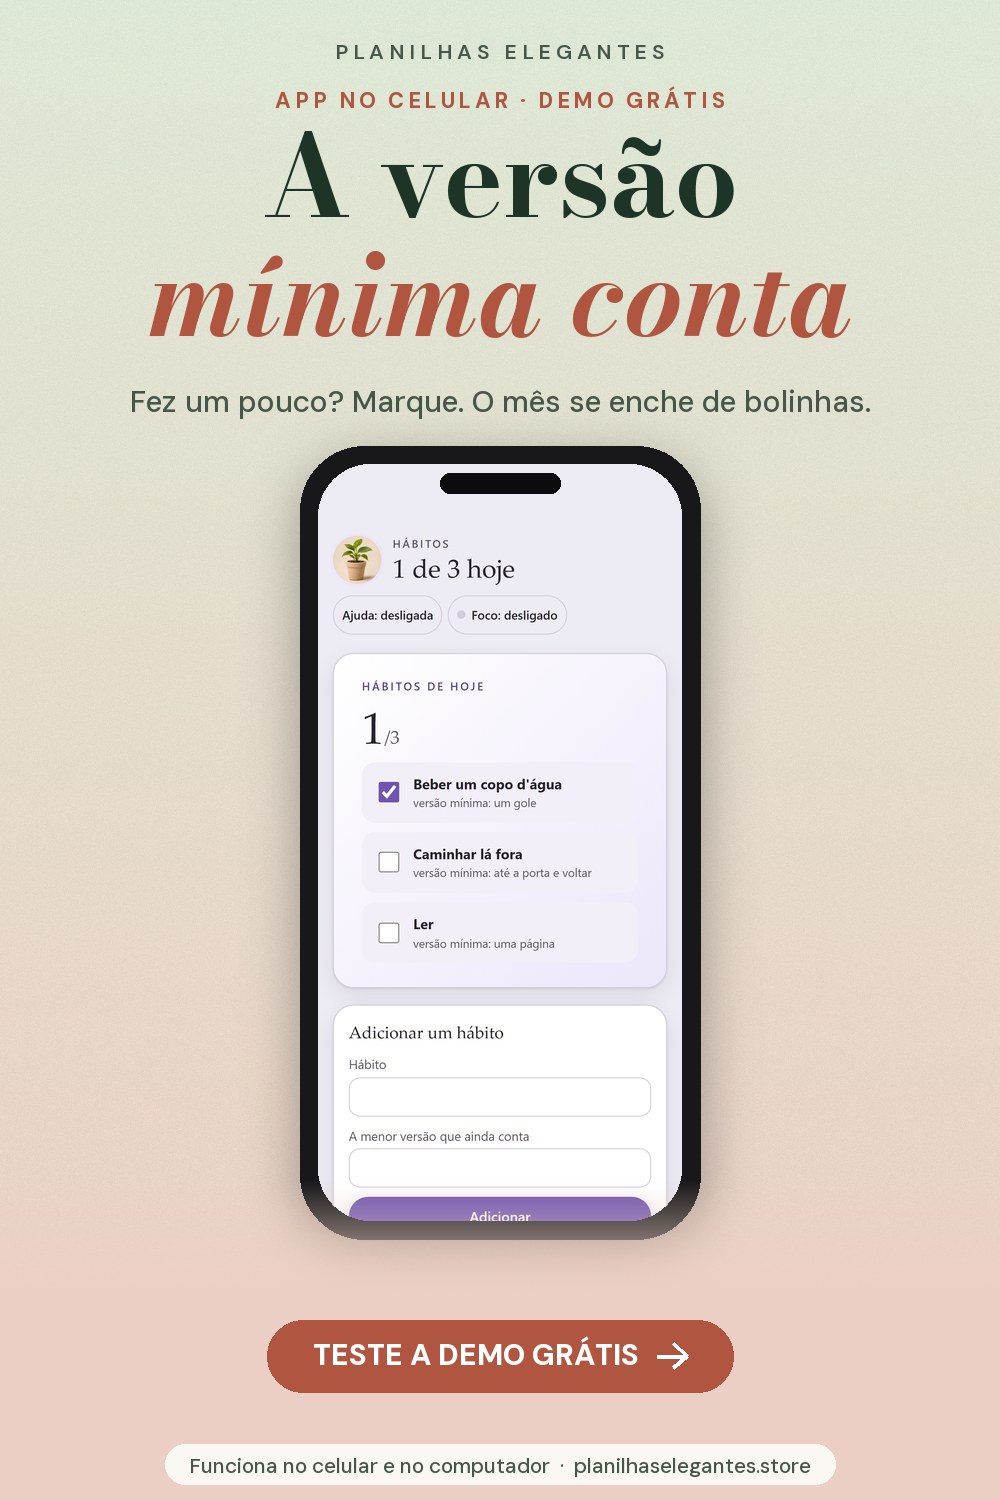 PLANILHAS ELEGANTES
APP NO CELULAR · DEMO GRÁTIS
A versão
mínima conta
Fez um pouco? Marque. O mês se enche de bolinhas.
HÁBITOS
1 de 3 hoje
Ajuda: desligada
Foco: desligado
HÁBITOS DE HOJE
1/3
Beber um copo d'água
versão mínima: um gole
Caminhar lá fora
versão mínima: até a porta e voltar
Ler
versão mínima: uma página
Adicionar um hábito
Hábito
A menor versão que ainda conta
Adicionar
TESTE A DEMO GRÁTIS →
Funciona no celular e no computador · planilhaselegantes.store